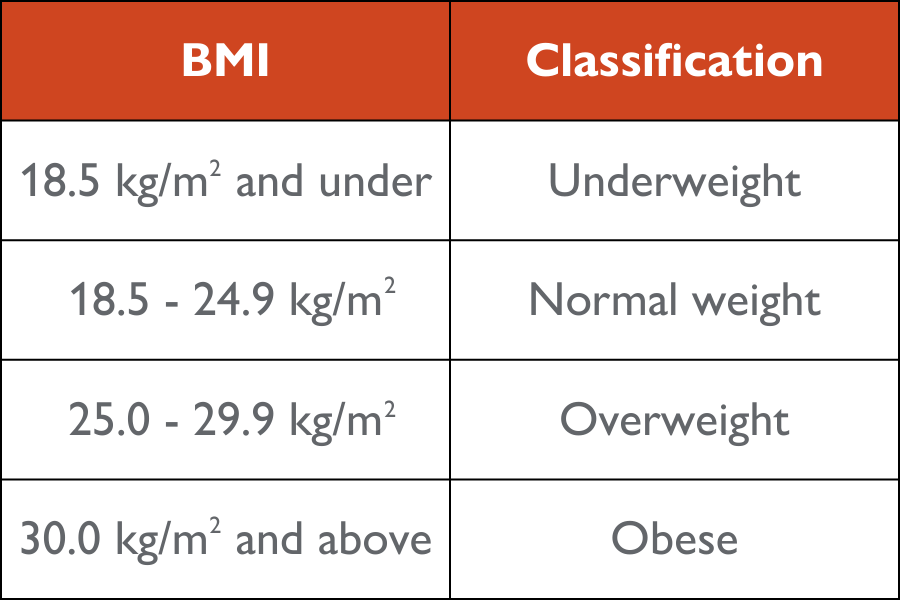 BMI Classification
18.5 kg/m² and under Underweight
18.5 - 24.9 kg/m² Normal weight
25.0 - 29.9 kg/m² Overweight
30.0 kg/m² and above Obese